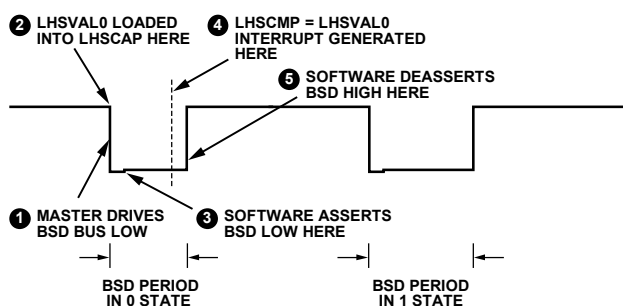 2 LHSVAL0 LOADED
INTO LHSCAP HERE
4 LHSCMP = LHSVAL0
INTERRUPT GENERATED
HERE
5 SOFTWARE DEASSERTS
BSD HIGH HERE
1 MASTER DRIVES
BSD BUS LOW
3 SOFTWARE ASSERTS
BSD LOW HERE
BSD PERIOD
IN 0 STATE
BSD PERIOD
IN 1 STATE